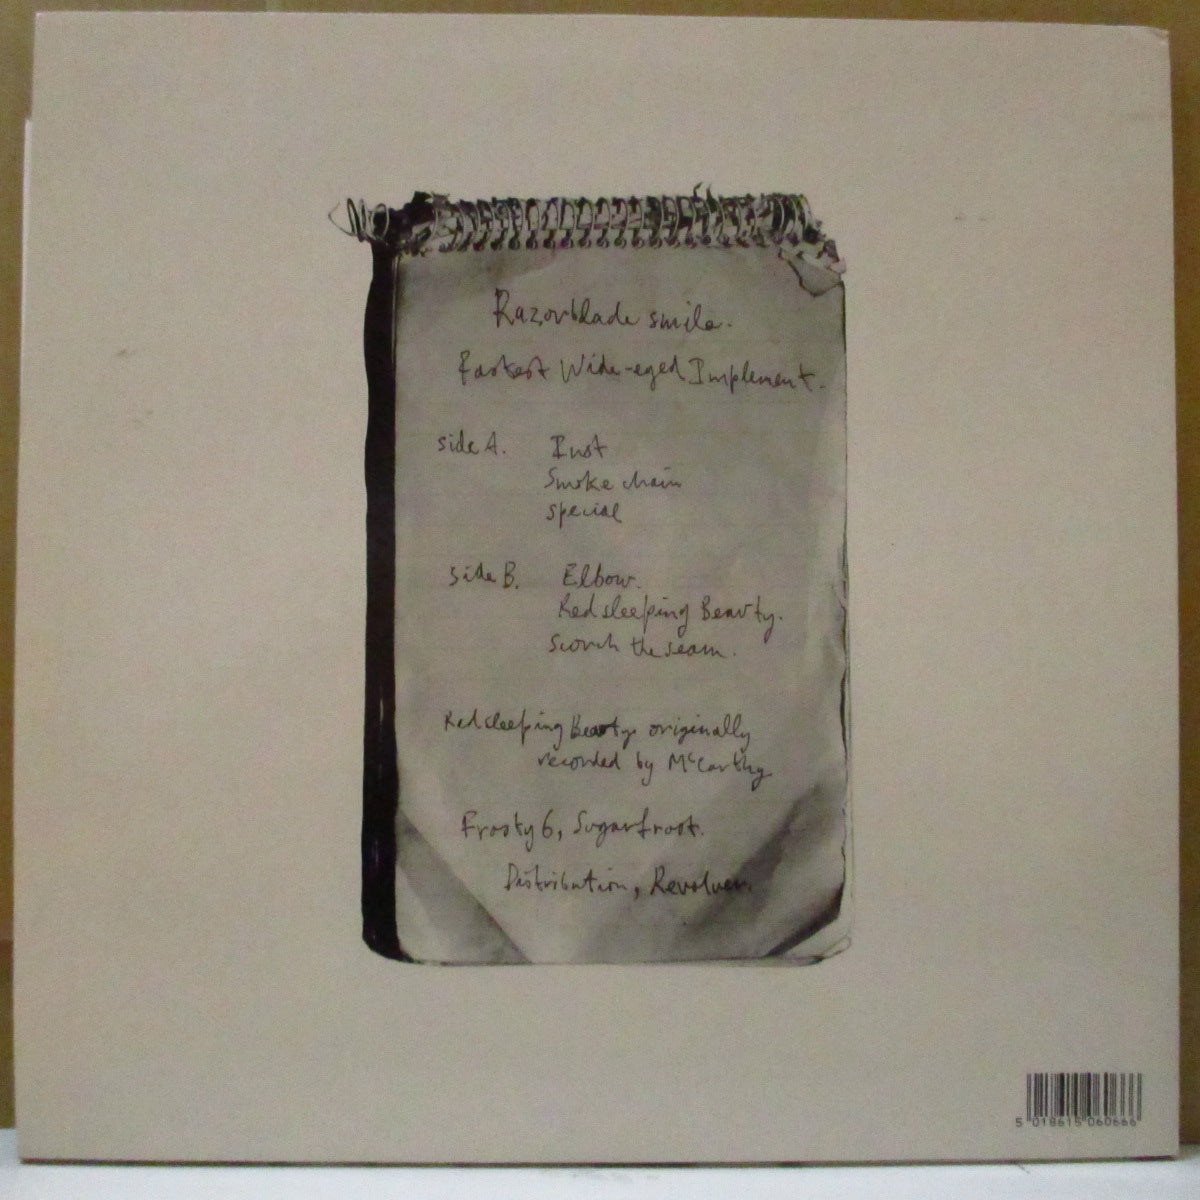 Razorblade smile.
Fastest Wide-eyed Implement.
side A. Inot
Smoke chain
special
side B. Elbow.
Red sleeping Beauty.
Scorch the seam.
Red sleeping Beauty originally
recorded by McCarthy
Frosty 6, Sugarfrost.
Distribution, Revolver.
5 018615 060666